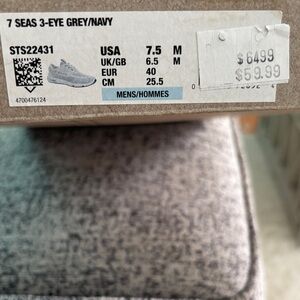 7 SEAS 3-EYE GREY/NAVY
STS22431
USA 7.5 M
UK/GB 6.5 M
EUR 40
CM 25.5
MENS/HOMMES
4700476124
$6499
$59.99